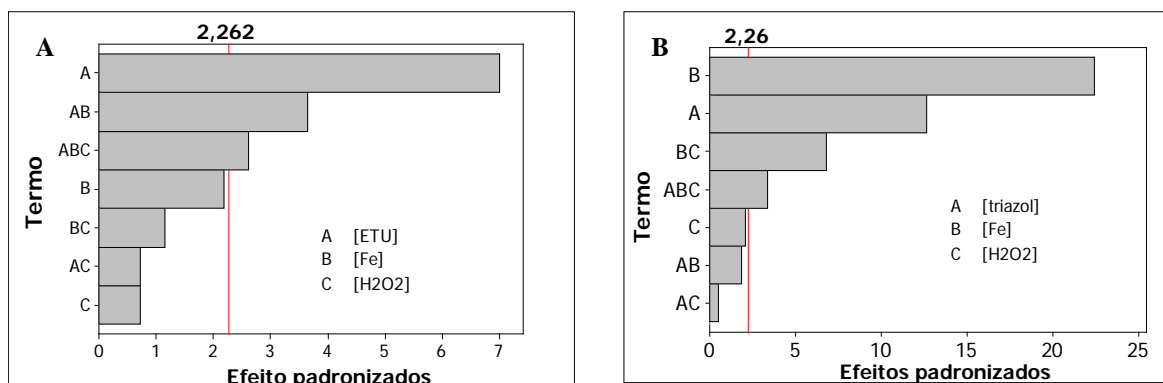 A
2,262
Termo
A
AB
ABC
B
BC
AC
C
A [ETU]
B [Fe]
C [H2O2]
0 1 2 3 4 5 6 7
Efeito padronizados
B
2,26
Termo
B
A
BC
ABC
C
AB
AC
A [triazol]
B [Fe]
C [H2O2]
0 5 10 15 20 25
Efeitos padronizados